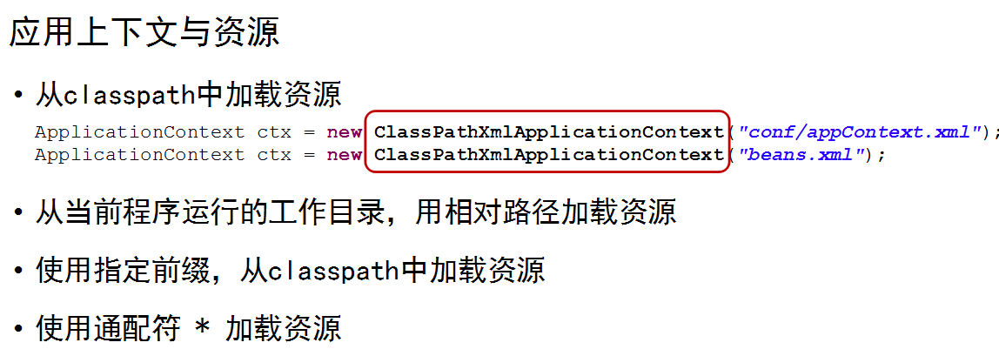 应用上下文与资源
• 从classpath中加载资源
ApplicationContext ctx = new ClassPathXmlApplicationContext("conf/appContext.xml");
ApplicationContext ctx = new ClassPathXmlApplicationContext("beans.xml");
• 从当前程序运行的工作目录，用相对路径加载资源
• 使用指定前缀，从classpath中加载资源
• 使用通配符 * 加载资源